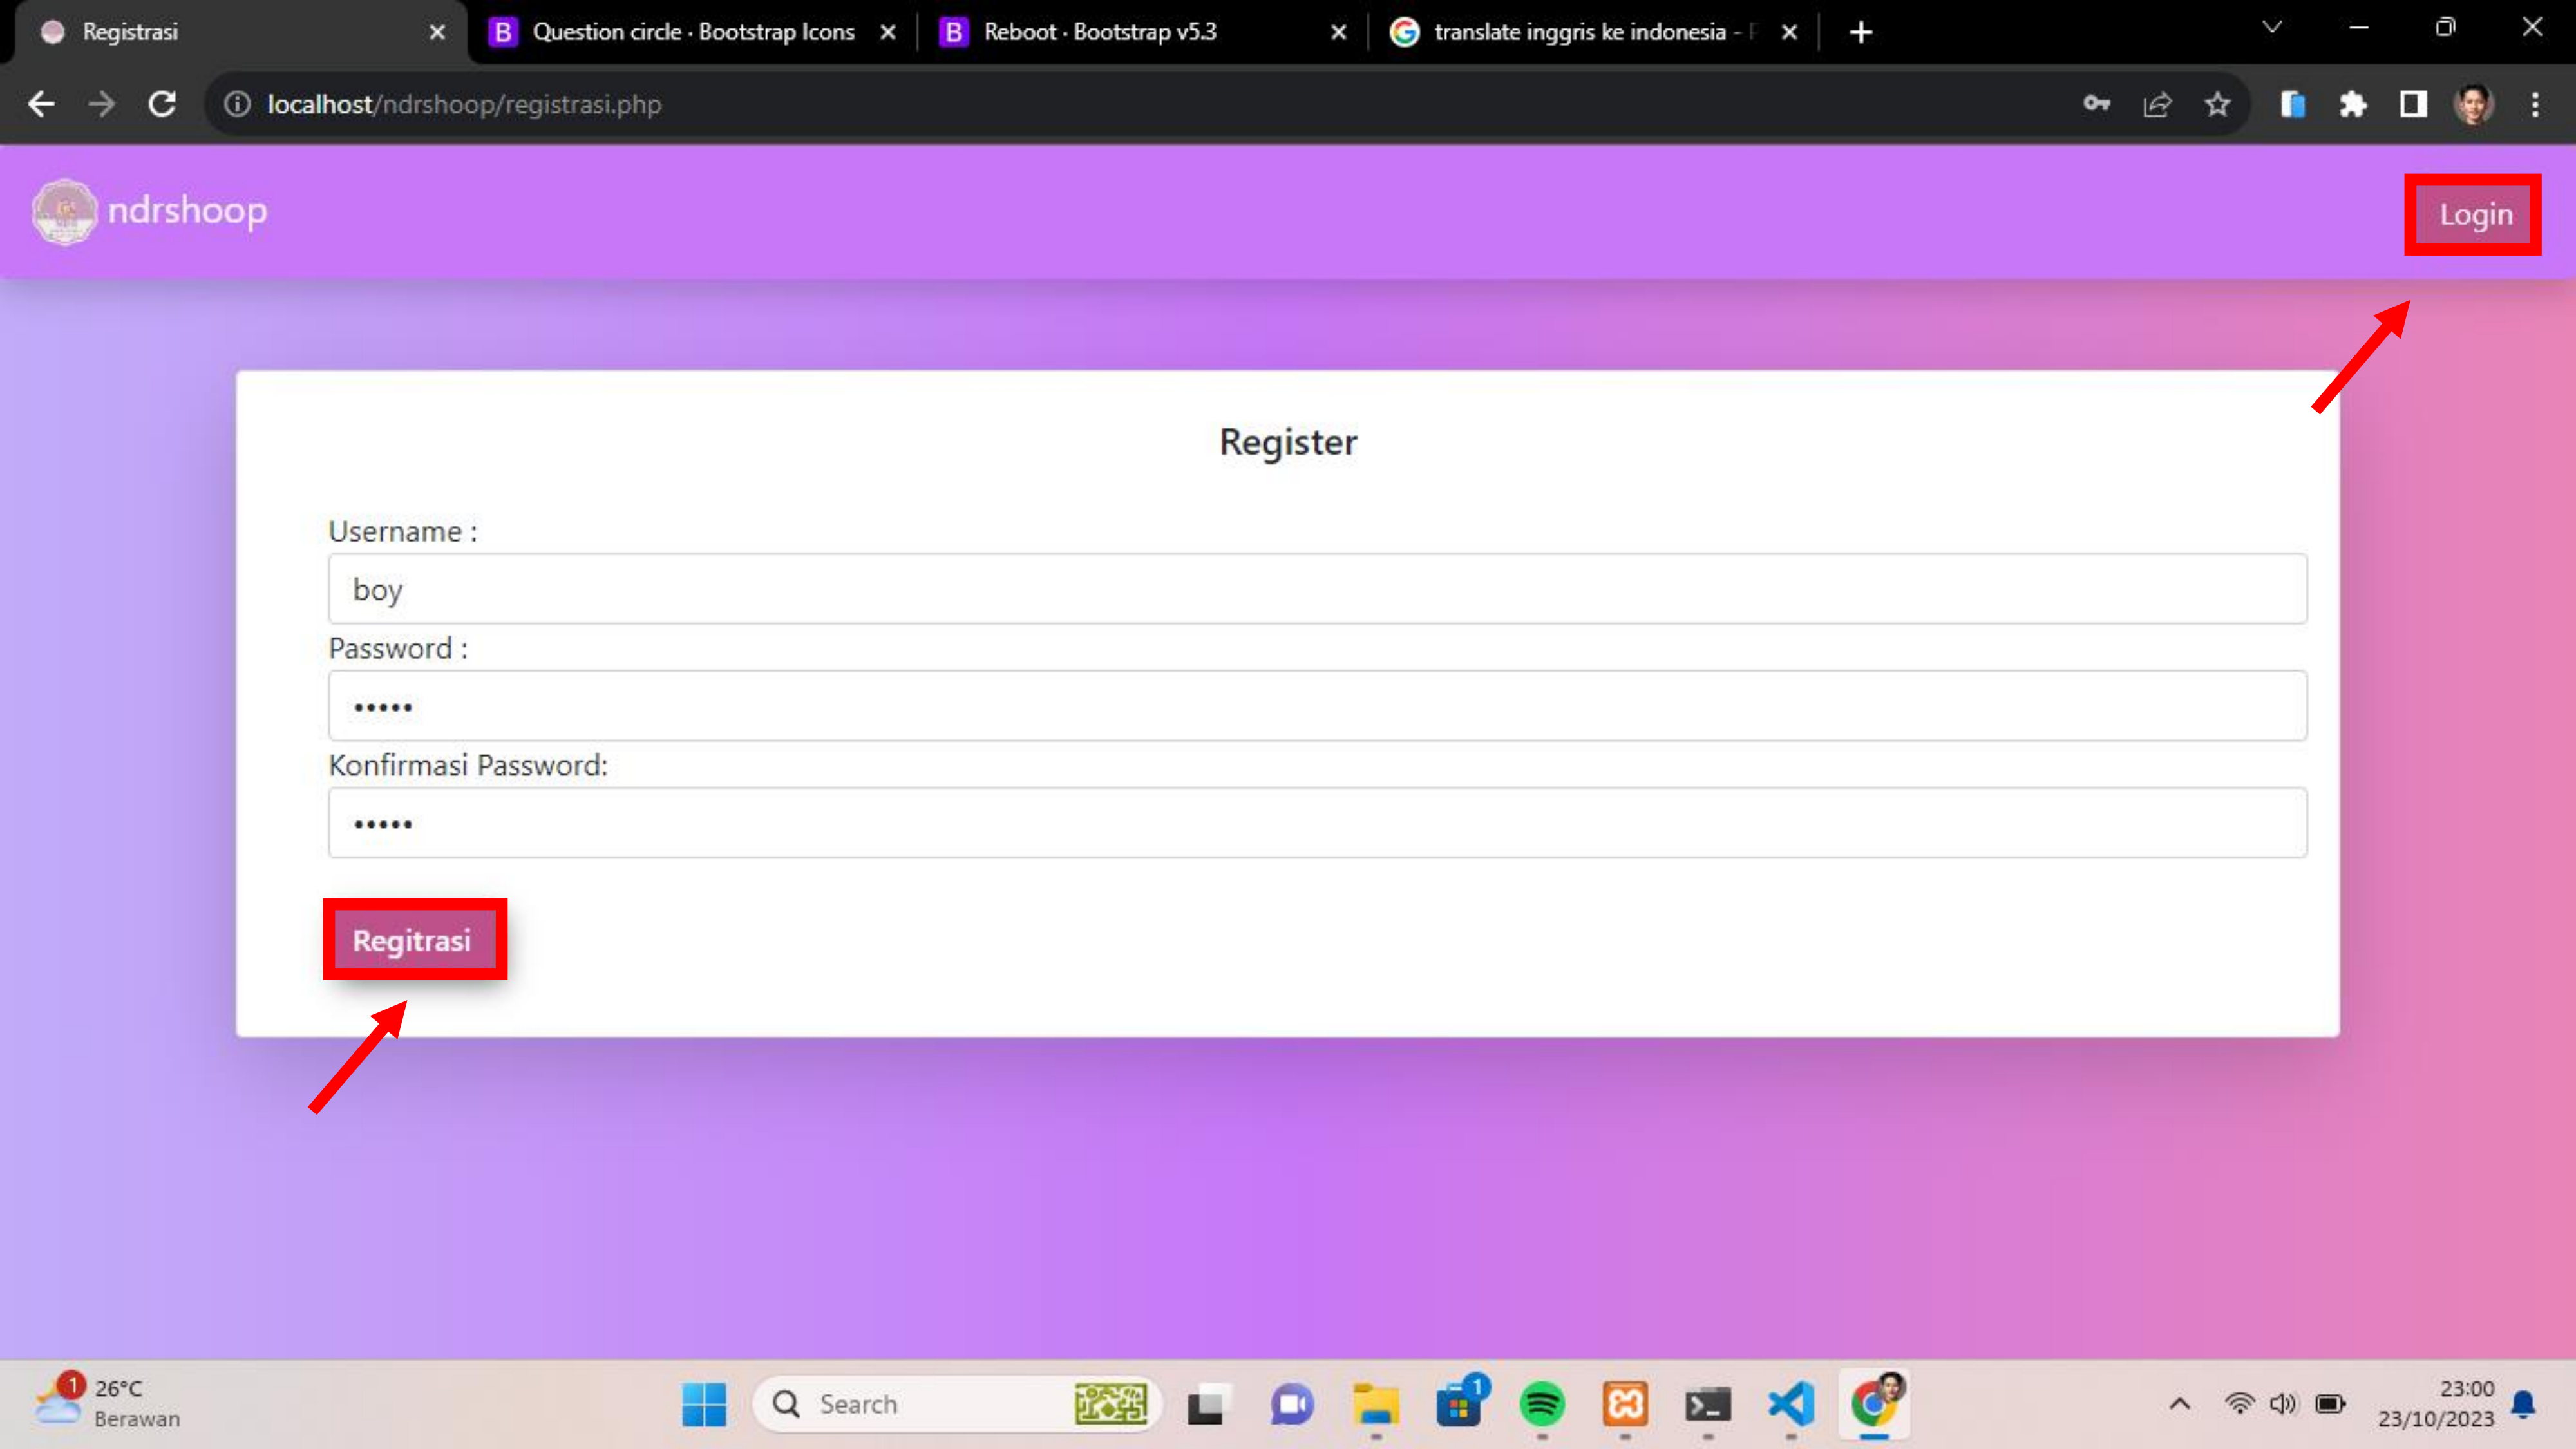 Registrasi
Question circle · Bootstrap Icons
Reboot · Bootstrap v5.3
translate inggris ke indonesia -
localhost/ndrshoop/registrasi.php
ndrshoop
Login
Register
Username :
boy
Password :
•••••
Konfirmasi Password:
•••••
Regitrasi
1
26°C
Berawan
Search
1
23:00
23/10/2023